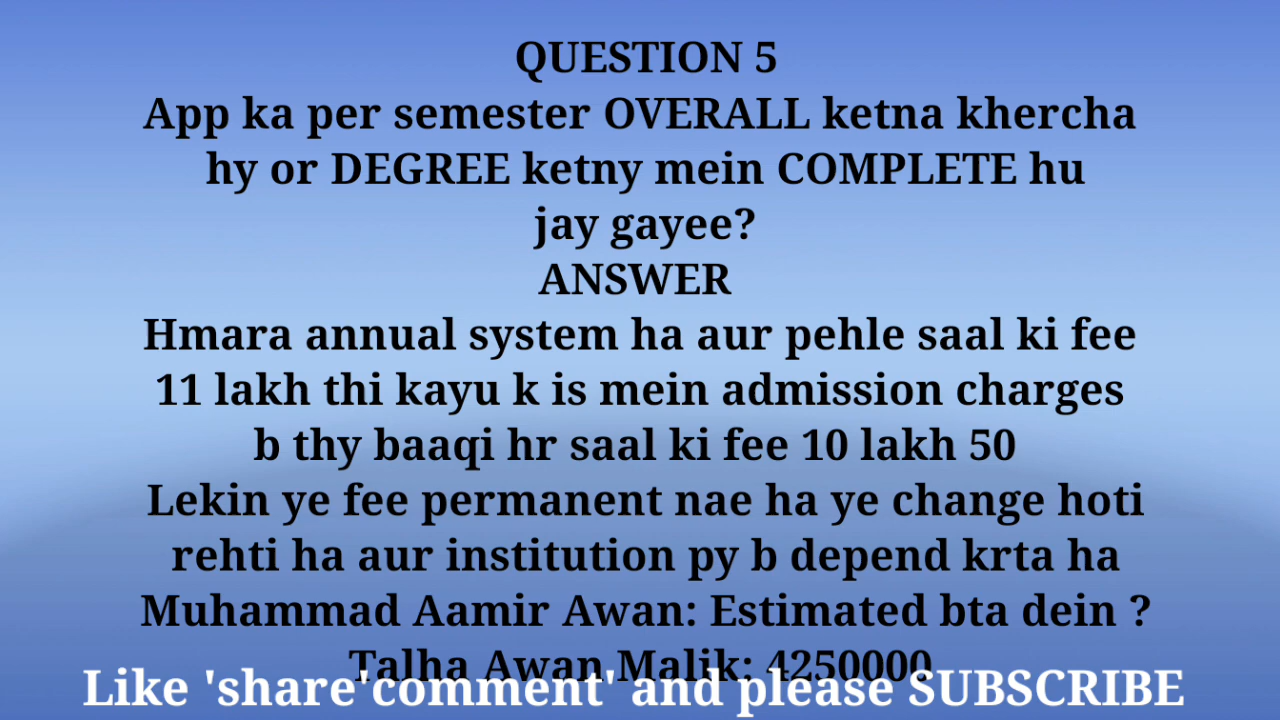 QUESTION 5
App ka per semester OVERALL ketna khercha
hy or DEGREE ketny mein COMPLETE hu
jay gayee?
ANSWER
Hmara annual system ha aur pehle saal ki fee
11 lakh thi kayu k is mein admission charges
b thy baaqi hr saal ki fee 10 lakh 50
Lekin ye fee permanent nae ha ye change hoti
rehti ha aur institution py b depend krta ha
Muhammad Aamir Awan: Estimated bta dein ?
Talha Awan Malik: 4250000
Like 'share comment' and please SUBSCRIBE